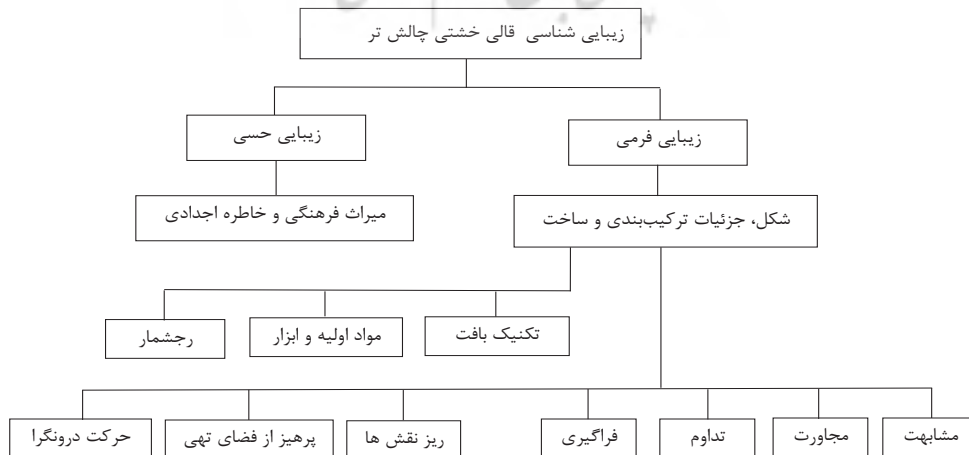 زیبایی شناسی قالی خشتی چالش تر
زیبایی فرمی
زیبایی حسی
شکل، جزئیات ترکیب‌بندی و ساخت
میراث فرهنگی و خاطره اجدادی
تکنیک بافت
مواد اولیه و ابزار
رجشمار
مشابهت
مجاورت
تداوم
فراگیری
ریز نقش ها
پرهیز از فضای تهی
حرکت درونگرا